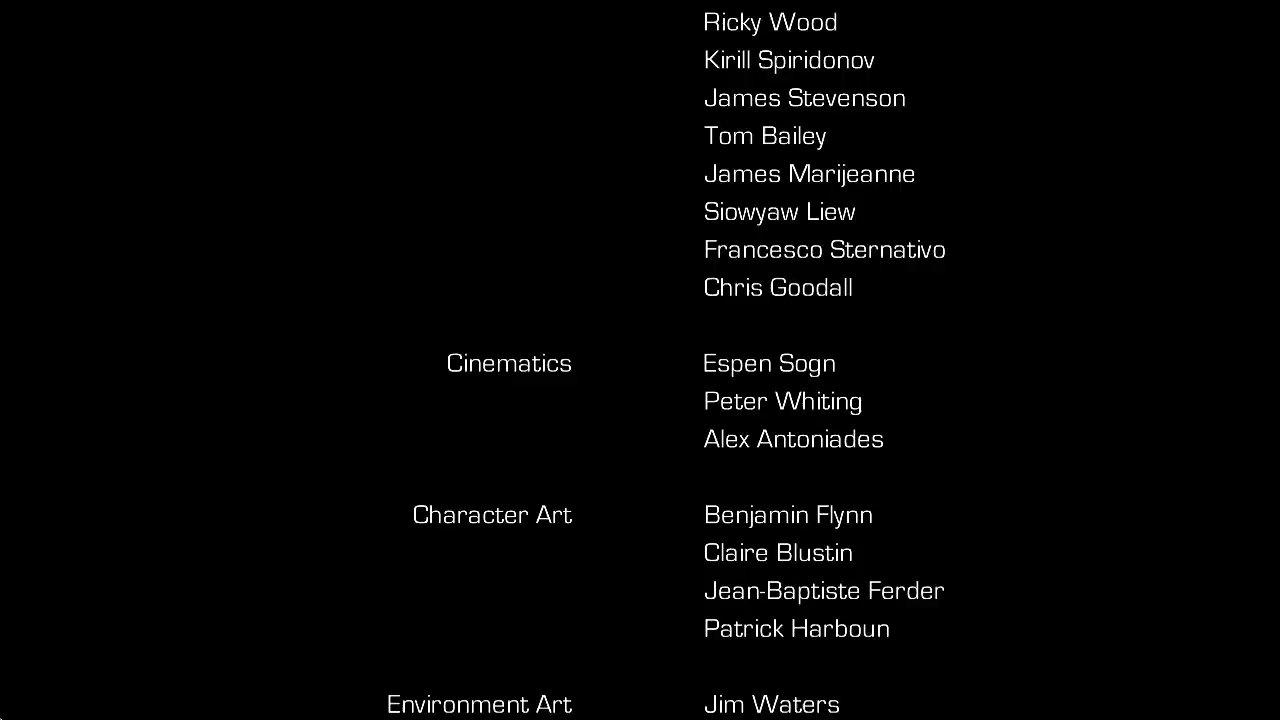 Ricky Wood
Kirill Spiridonov
James Stevenson
Tom Bailey
James Marijeanne
Siowyaw Liew
Francesco Sternativo
Chris Goodall
Cinematics Espen Sogn
Peter Whiting
Alex Antoniades
Character Art Benjamin Flynn
Claire Blustin
Jean-Baptiste Ferder
Patrick Harboun
Environment Art Jim Waters